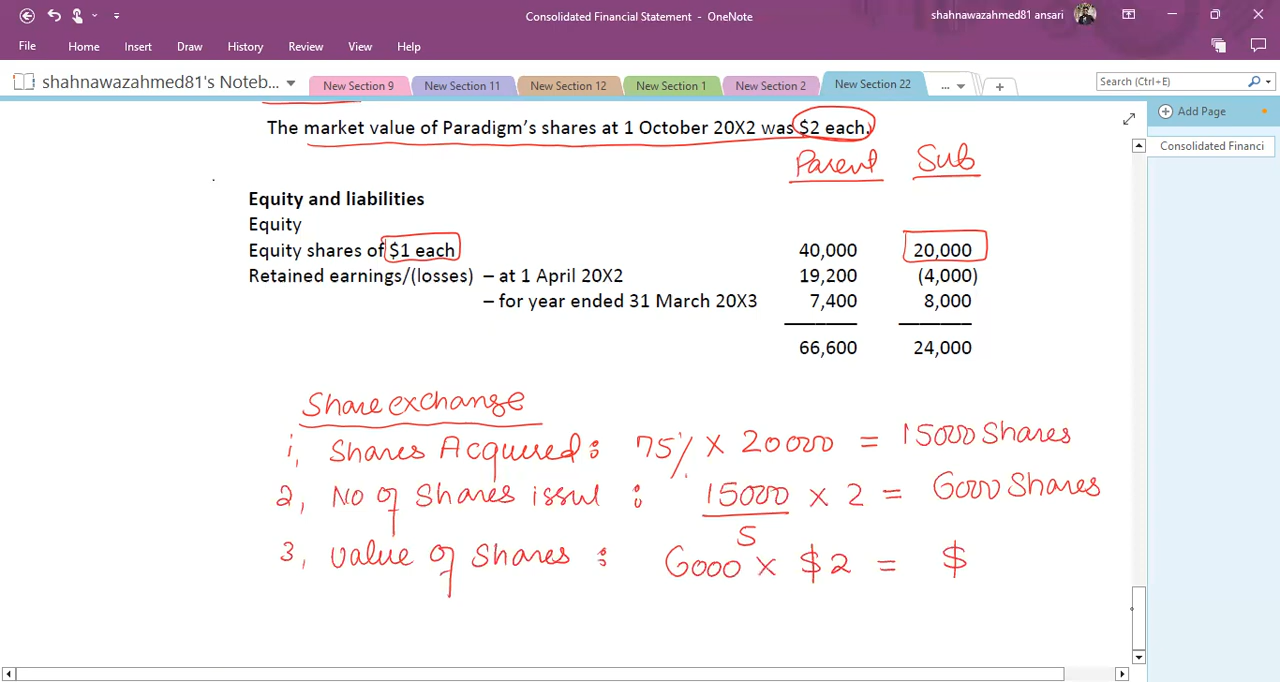 Consolidated Financial Statement - OneNote
shahnawazahmed81 ansari
File Home Insert Draw History Review View Help
shahnawazahmed81's Noteb... New Section 9 New Section 11 New Section 12 New Section 1 New Section 2 New Section 22 ... Search (Ctrl+E)
Add Page
Consolidated Financi
The market value of Paradigm's shares at 1 October 20X2 was $2 each.
Parent Sub
Equity and liabilities
Equity
Equity shares of $1 each 40,000 20,000
Retained earnings/(losses) – at 1 April 20X2 19,200 (4,000)
– for year ended 31 March 20X3 7,400 8,000
66,600 24,000
Share exchange
1, Shares Acquired : 75% × 20000 = 15000 Shares
2, No of Shares issue : 15000 × 2 = 6000 Shares
5
3, Value of Shares : 6000 × $2 = $